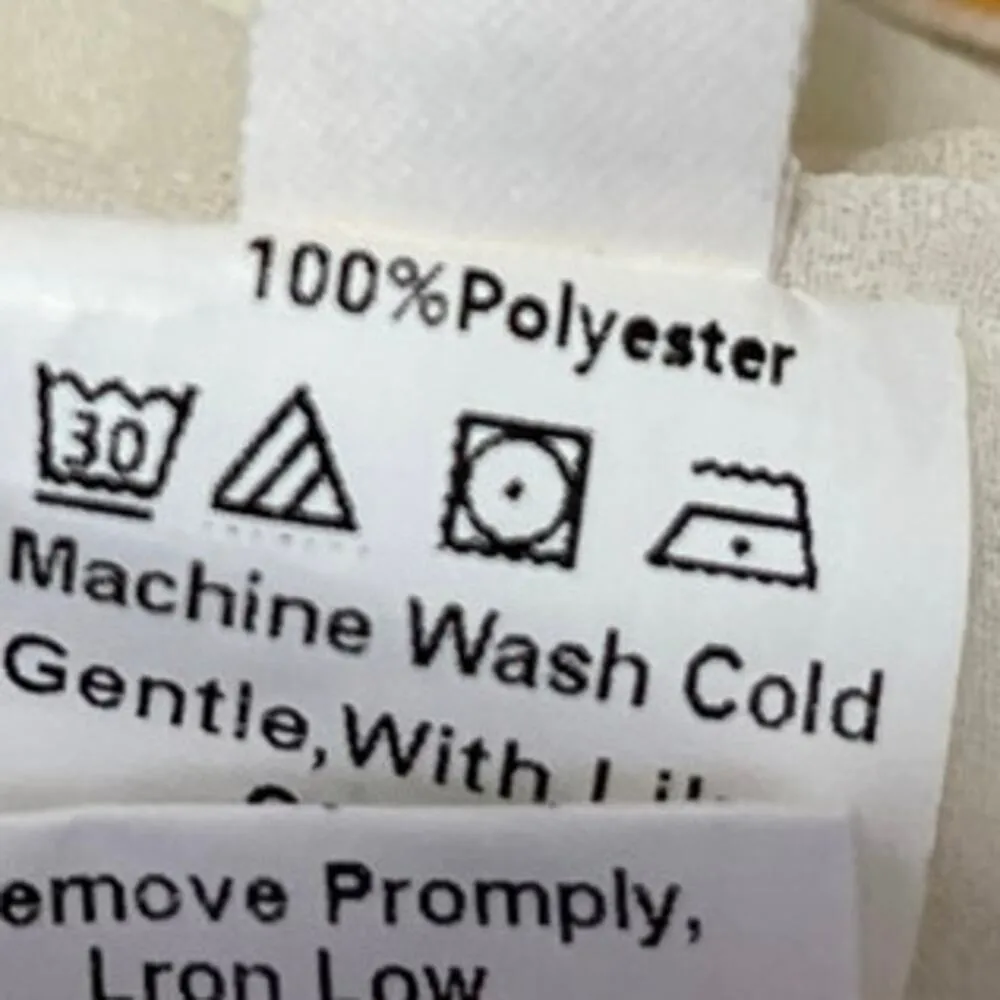 100%Polyester
30
Machine Wash Cold
Gentle,With
emove Promply,
Lron Low